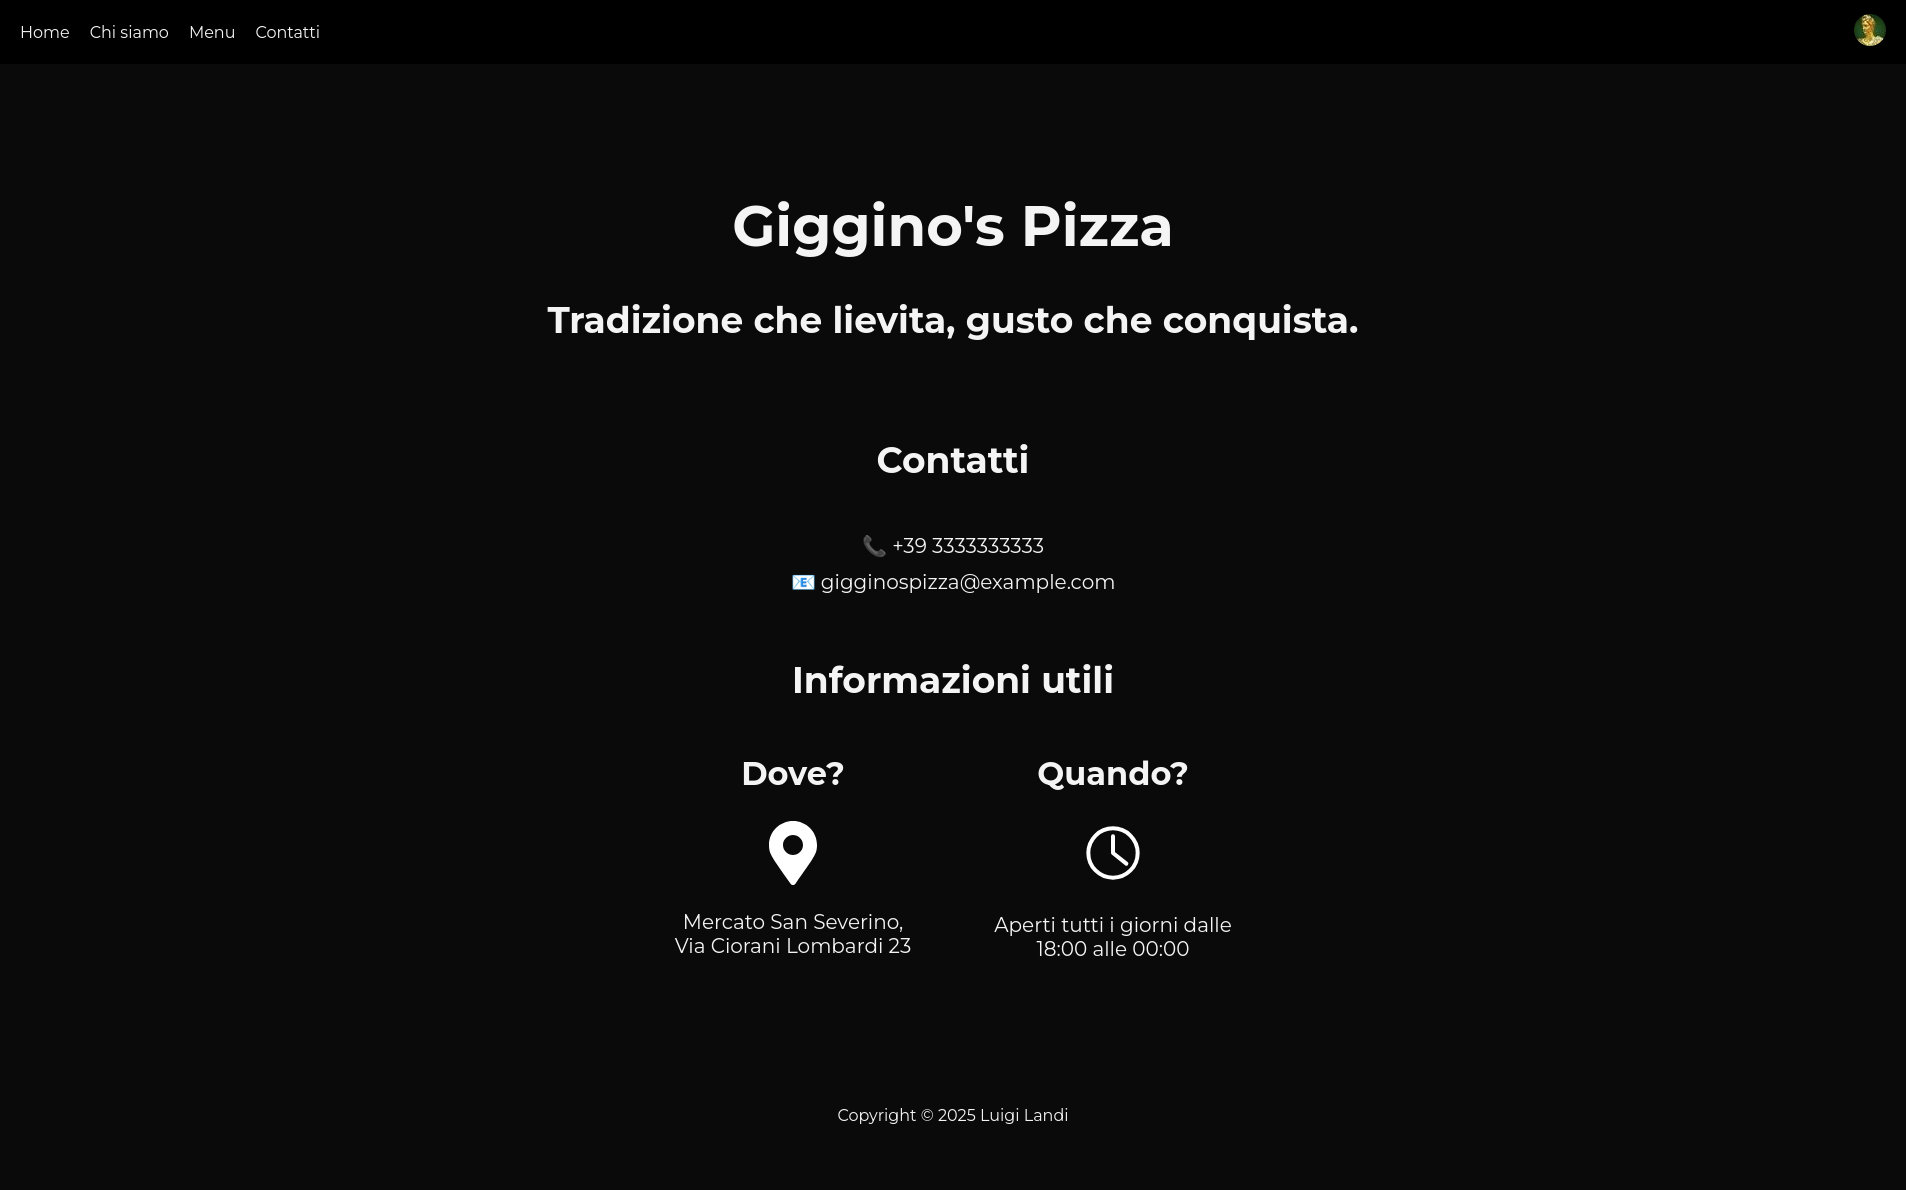 Home Chi siamo Menu Contatti
Giggino's Pizza
Tradizione che lievita, gusto che conquista.
Contatti
📞 +39 3333333333
📧 gigginospizza@example.com
Informazioni utili
Dove?
Mercato San Severino,
Via Ciorani Lombardi 23
Quando?
Aperti tutti i giorni dalle
18:00 alle 00:00
Copyright © 2025 Luigi Landi